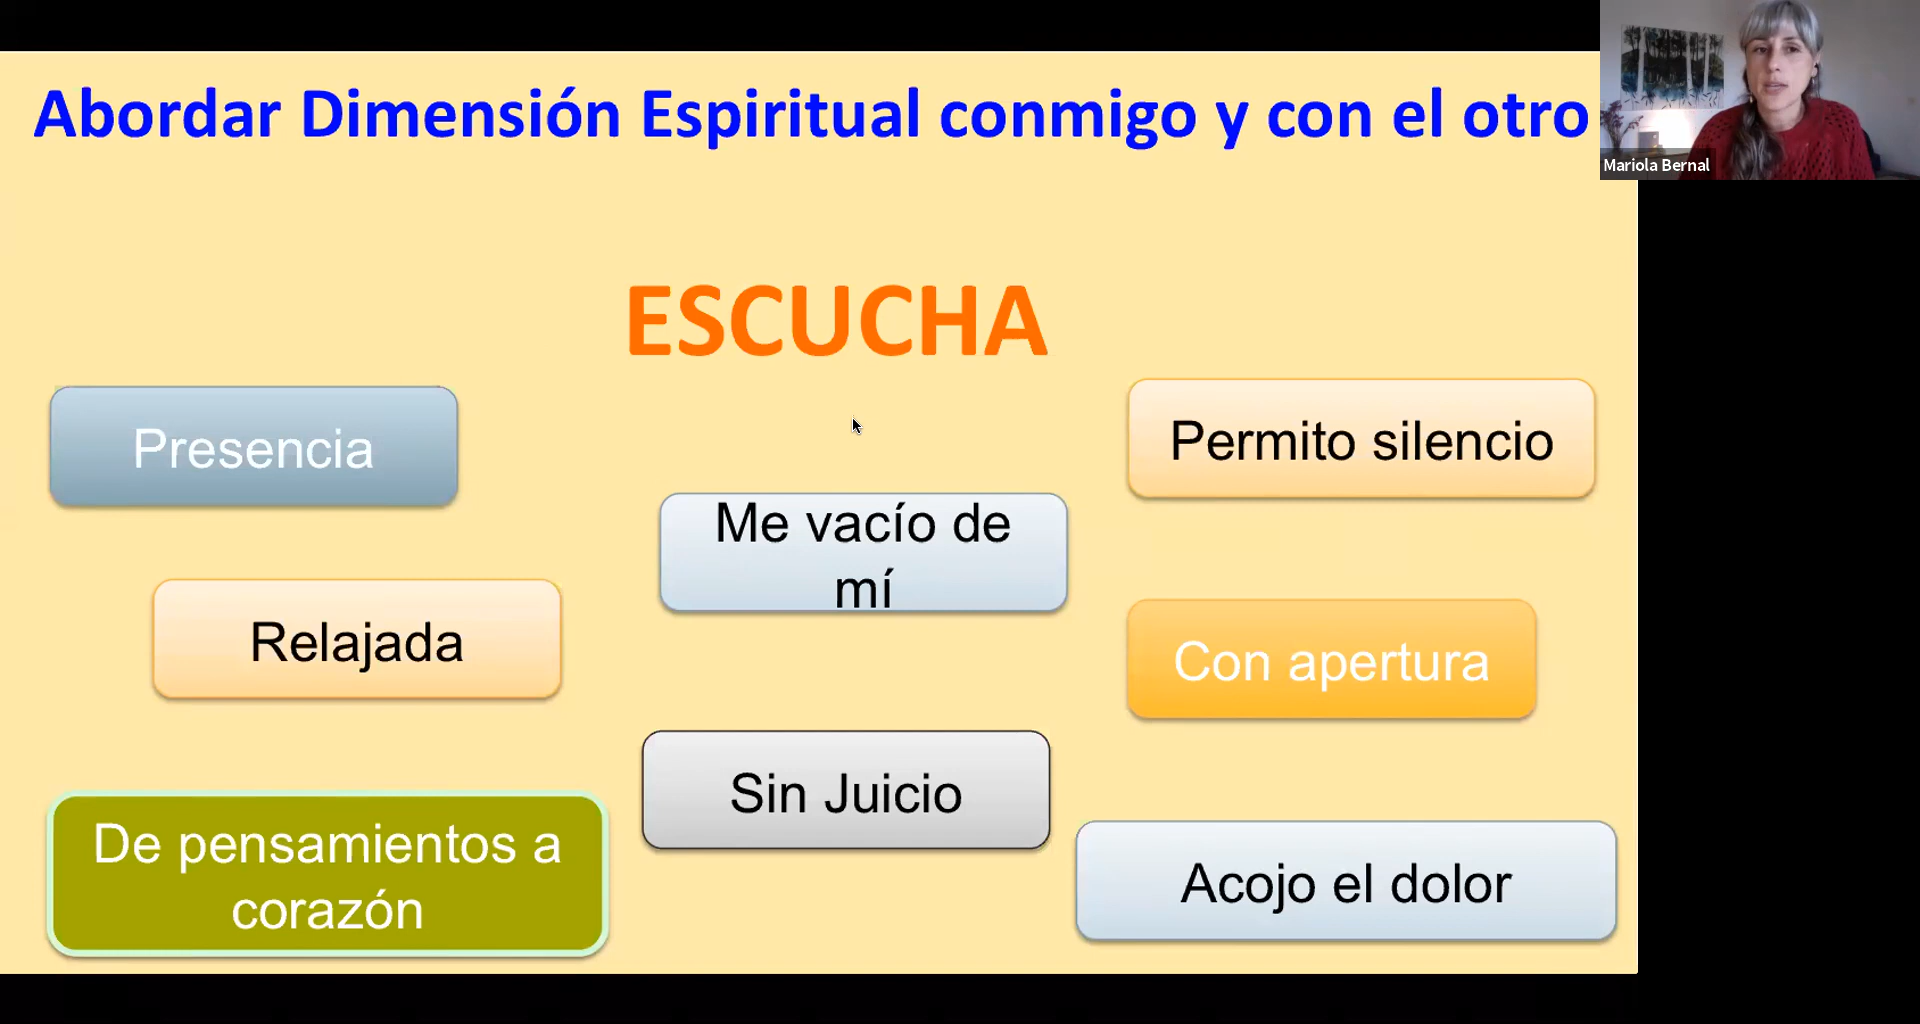 Abordar Dimensión Espiritual conmigo y con el otro
Mariola Bernal
ESCUCHA
Presencia
Permito silencio
Me vacío de
mí
Relajada
Con apertura
Sin Juicio
De pensamientos a
corazón
Acojo el dolor